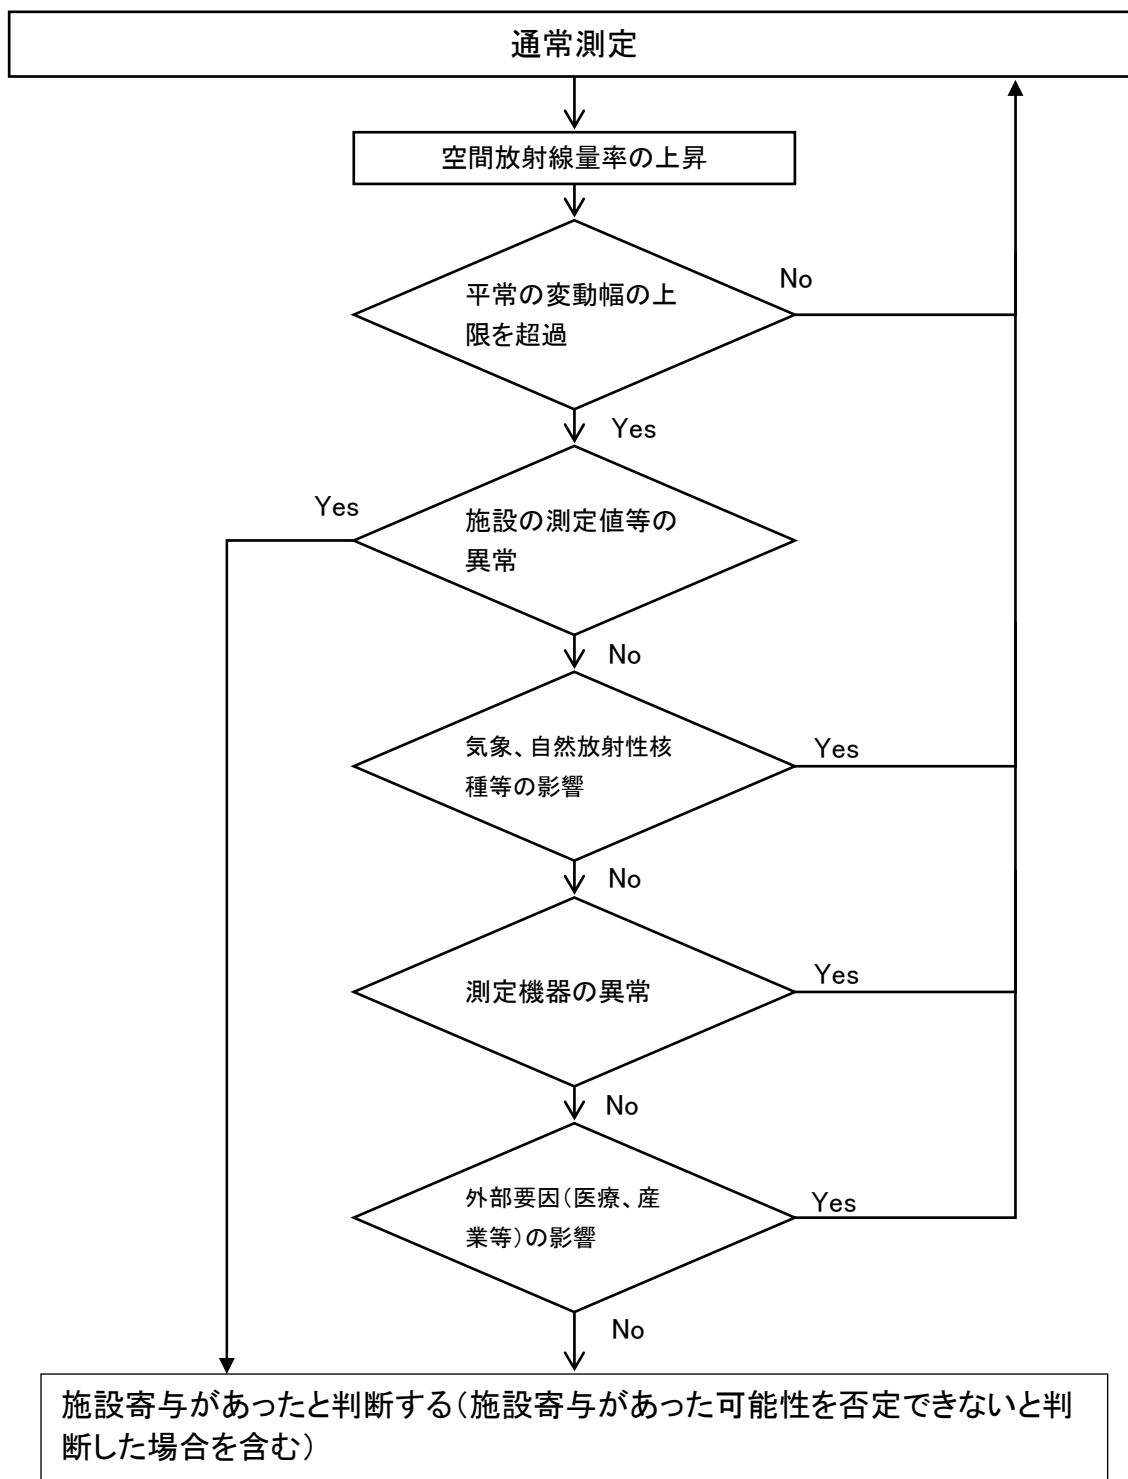 通常測定
空間放射線量率の上昇
No
平常の変動幅の上
限を超過
Yes
Yes
施設の測定値等の
異常
No
気象、自然放射性核
種等の影響
Yes
No
測定機器の異常
Yes
No
外部要因(医療、産
業等)の影響
Yes
No
施設寄与があったと判断する(施設寄与があった可能性を否定できないと判
断した場合を含む)